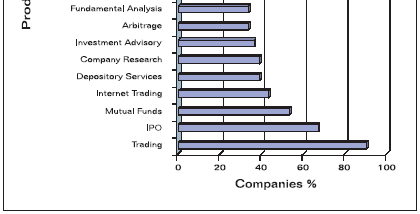 Prod
Fundamental Analysis
Arbitrage
Investment Advisory
Company Research
Depository Services
Internet Trading
Mutual Funds
IPO
Trading
0 20 40 60 80 100
Companies %